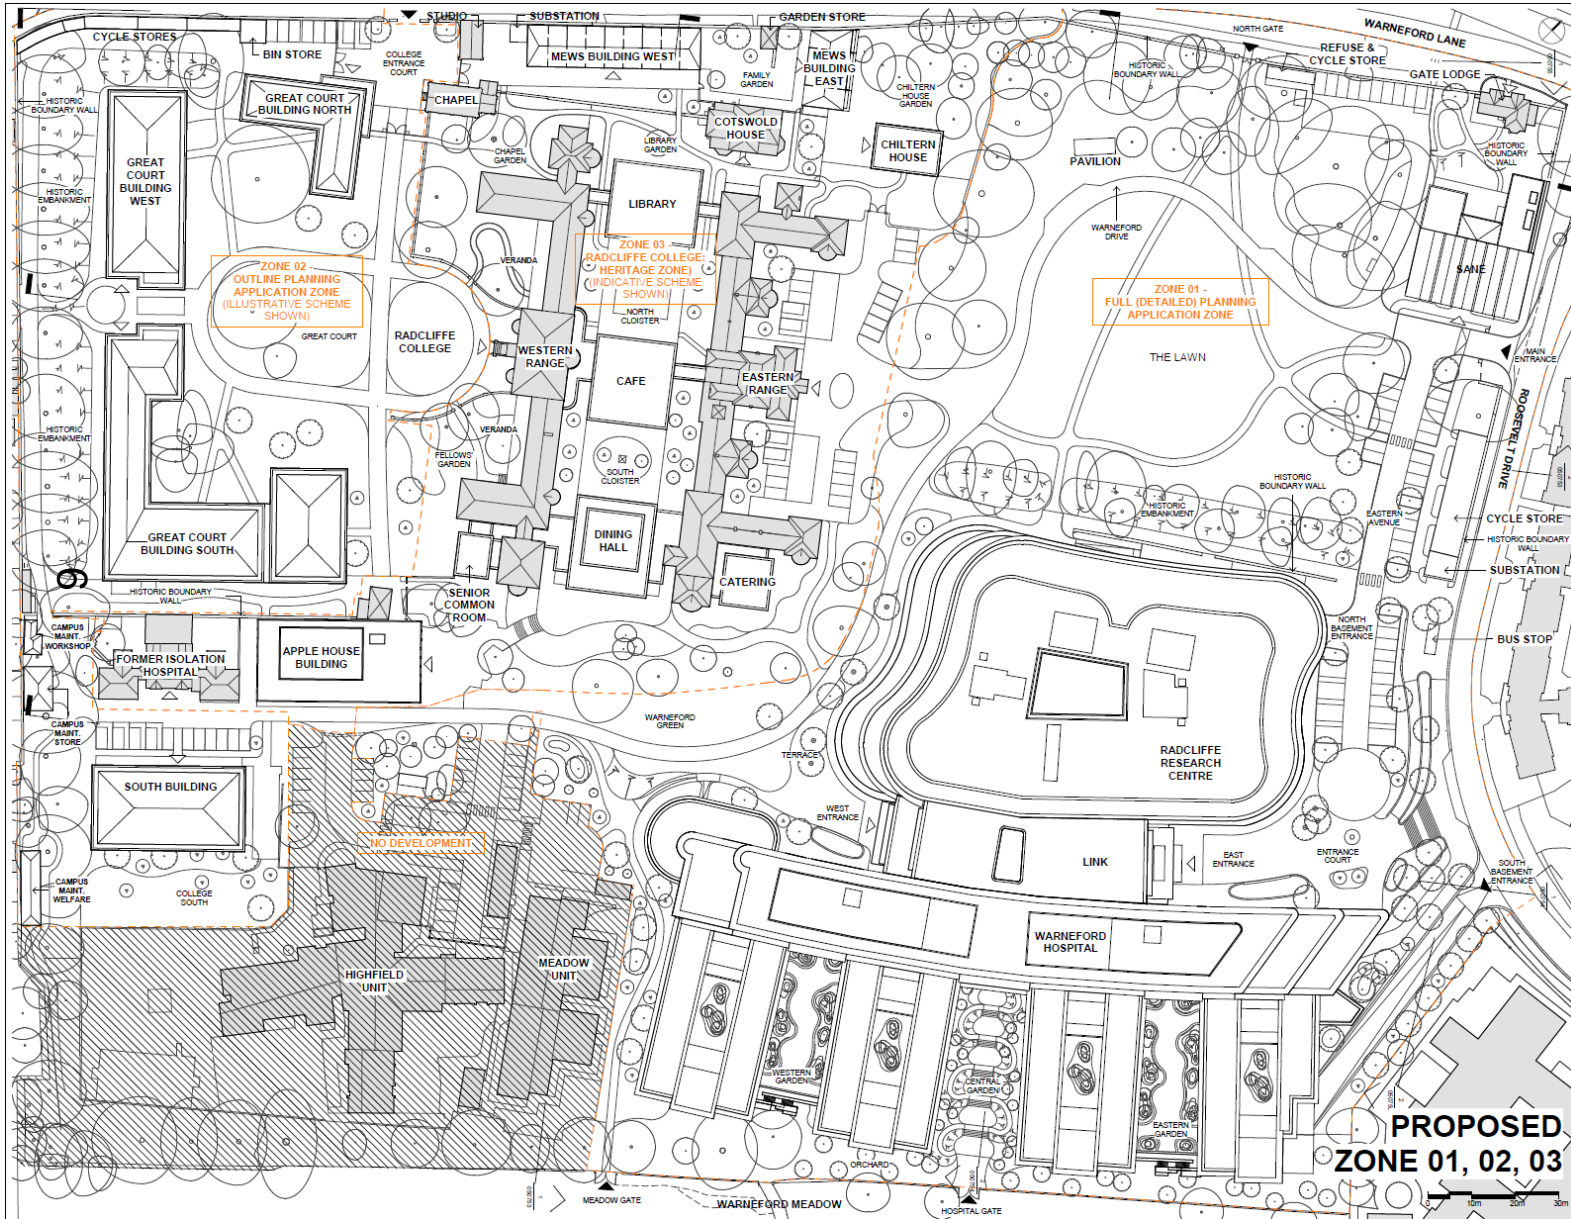 STUDIO
SUBSTATION
GARDEN STORE
WARNEFORD LANE
NORTH GATE
CYCLE STORES
BIN STORE
COLLEGE
ENTRANCE
COURT
MEWS BUILDING WEST
MEWS
BUILDING
EAST
FAMILY
GARDEN
HISTORIC
BOUNDARY WALL
REFUSE &
CYCLE STORE
GATE LODGE
HISTORIC
BOUNDARY WALL
GREAT COURT
BUILDING NORTH
CHAPEL
CHILTERN
HOUSE
GARDEN
COTSWOLD
HOUSE
CHILTERN
HOUSE
PAVILION
HISTORIC
BOUNDARY
WALL
GREAT
COURT
BUILDING
WEST
CHAPEL
GARDEN
LIBRARY
GARDEN
HISTORIC
EMBANKMENT
LIBRARY
WARNEFORD
DRIVE
ZONE 02 -
OUTLINE PLANNING
APPLICATION ZONE
(ILLUSTRATIVE SCHEME
SHOWN)
VERANDA
ZONE 03 -
RADCLIFFE COLLEGE:
HERITAGE ZONE)
(INDICATIVE SCHEME
SHOWN)
ZONE 01 -
FULL (DETAILED) PLANNING
APPLICATION ZONE
SANE
GREAT COURT
RADCLIFFE
COLLEGE
NORTH
CLOISTER
WESTERN
RANGE
CAFE
EASTERN
RANGE
THE LAWN
MAIN
ENTRANCE
ROOSEVELT DRIVE
HISTORIC
EMBANKMENT
VERANDA
FELLOWS'
GARDEN
SOUTH
CLOISTER
HISTORIC
BOUNDARY WALL
HISTORIC
EMBANKMENT
EASTERN
AVENUE
CYCLE STORE
HISTORIC BOUNDARY
WALL
SUBSTATION
GREAT COURT
BUILDING SOUTH
DINING
HALL
CATERING
HISTORIC BOUNDARY
WALL
SENIOR
COMMON
ROOM
NORTH
BASEMENT
ENTRANCE
BUS STOP
CAMPUS
MAINT.
WORKSHOP
FORMER ISOLATION
HOSPITAL
APPLE HOUSE
BUILDING
CAMPUS
MAINT.
STORE
WARNEFORD
GREEN
TERRACE
RADCLIFFE
RESEARCH
CENTRE
SOUTH BUILDING
WEST
ENTRANCE
NO DEVELOPMENT
LINK
EAST
ENTRANCE
ENTRANCE
COURT
SOUTH
BASEMENT
ENTRANCE
CAMPUS
MAINT.
WELFARE
COLLEGE
SOUTH
WARNEFORD
HOSPITAL
HIGHFIELD
UNIT
MEADOW
UNIT
WESTERN
GARDEN
CENTRAL
GARDEN
EASTERN
GARDEN
ORCHARD
PROPOSED
ZONE 01, 02, 03
MEADOW GATE
WARNEFORD MEADOW
HOSPITAL GATE
0 10m 20m 30m